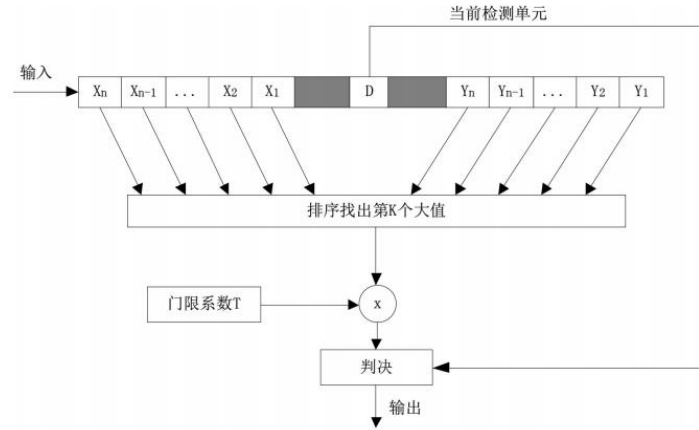 当前检测单元
输入
Xn Xn-1 ... X2 X1 D Yn Yn-1 ... Y2 Y1
排序找出第K个大值
门限系数T x
判决
输出